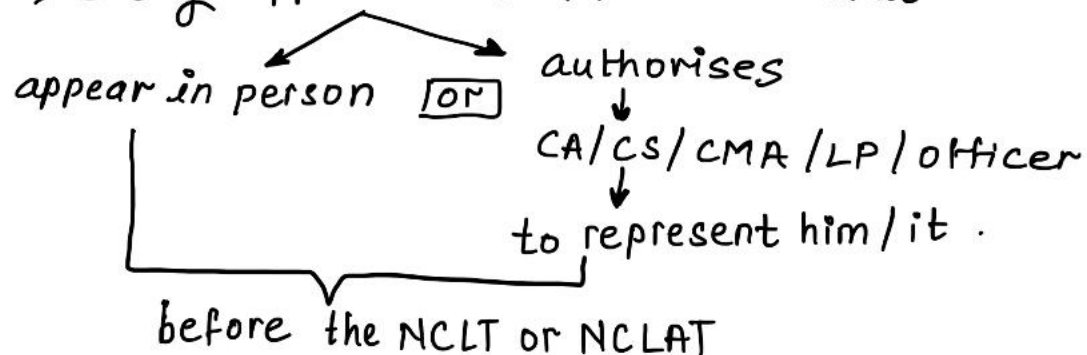 appear in person or authorises
CA/CS/CMA/LP/officer
to represent him/it.
before the NCLT or NCLAT